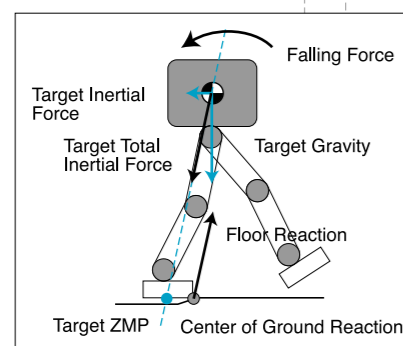 Falling Force
Target Inertial
Force
Target Total
Inertial Force
Target Gravity
Floor Reaction
Target ZMP
Center of Ground Reaction